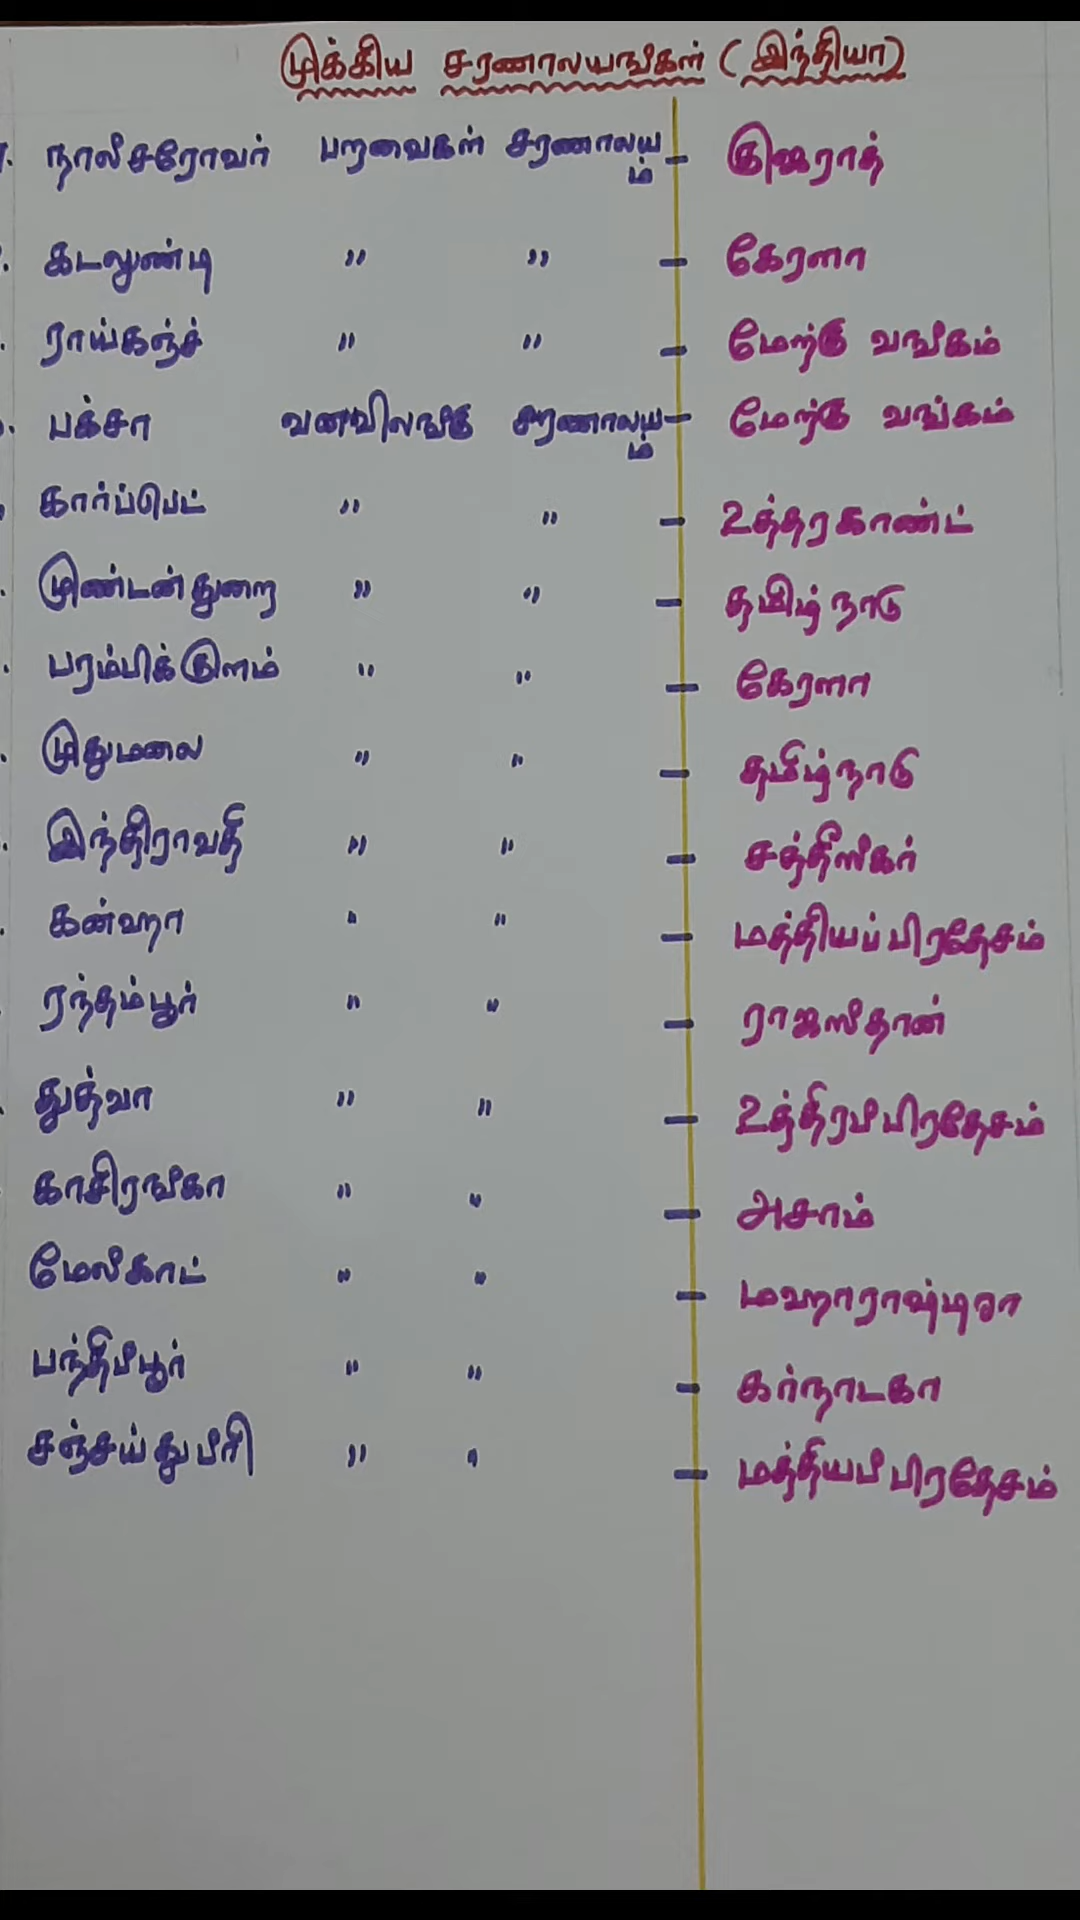 முக்கிய சரணாலயங்கள் (இந்தியா)
நால்சரோவர் பறவைகள் சரணாலயம் - குஜராத்
கடலுண்டி " " - கேரளா
ராய்கஞ்ச் " " - மேற்கு வங்கம்
பக்சா வனவிலங்கு சரணாலயம் - மேற்கு வங்கம்
கார்ப்பெட் " " - உத்தரகாண்ட்
முண்டன்துறை " " - தமிழ்நாடு
பரம்பிக்குளம் " " - கேரளா
முதுமலை " " - தமிழ்நாடு
இந்திராவதி " " - சத்தீஸ்கர்
கன்ஹா " " - மத்தியப்பிரதேசம்
ரந்தம்பூர் " " - ராஜஸ்தான்
துத்வா " " - உத்திரப்பிரதேசம்
காசிரங்கா " " - அசாம்
மேல்காட் " " - மஹாராஷ்டிரா
பந்திப்பூர் " " - கர்நாடகா
சஞ்சய் துப்ரி " " - மத்தியப்பிரதேசம்